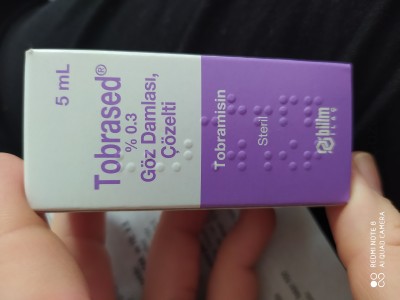 5 mL
Tobrased®
% 0.3
Göz Damlası,
Çözelti
Tobramisin
Steril
bilim
REDMI NOTE 8
AI QUAD CAMERA